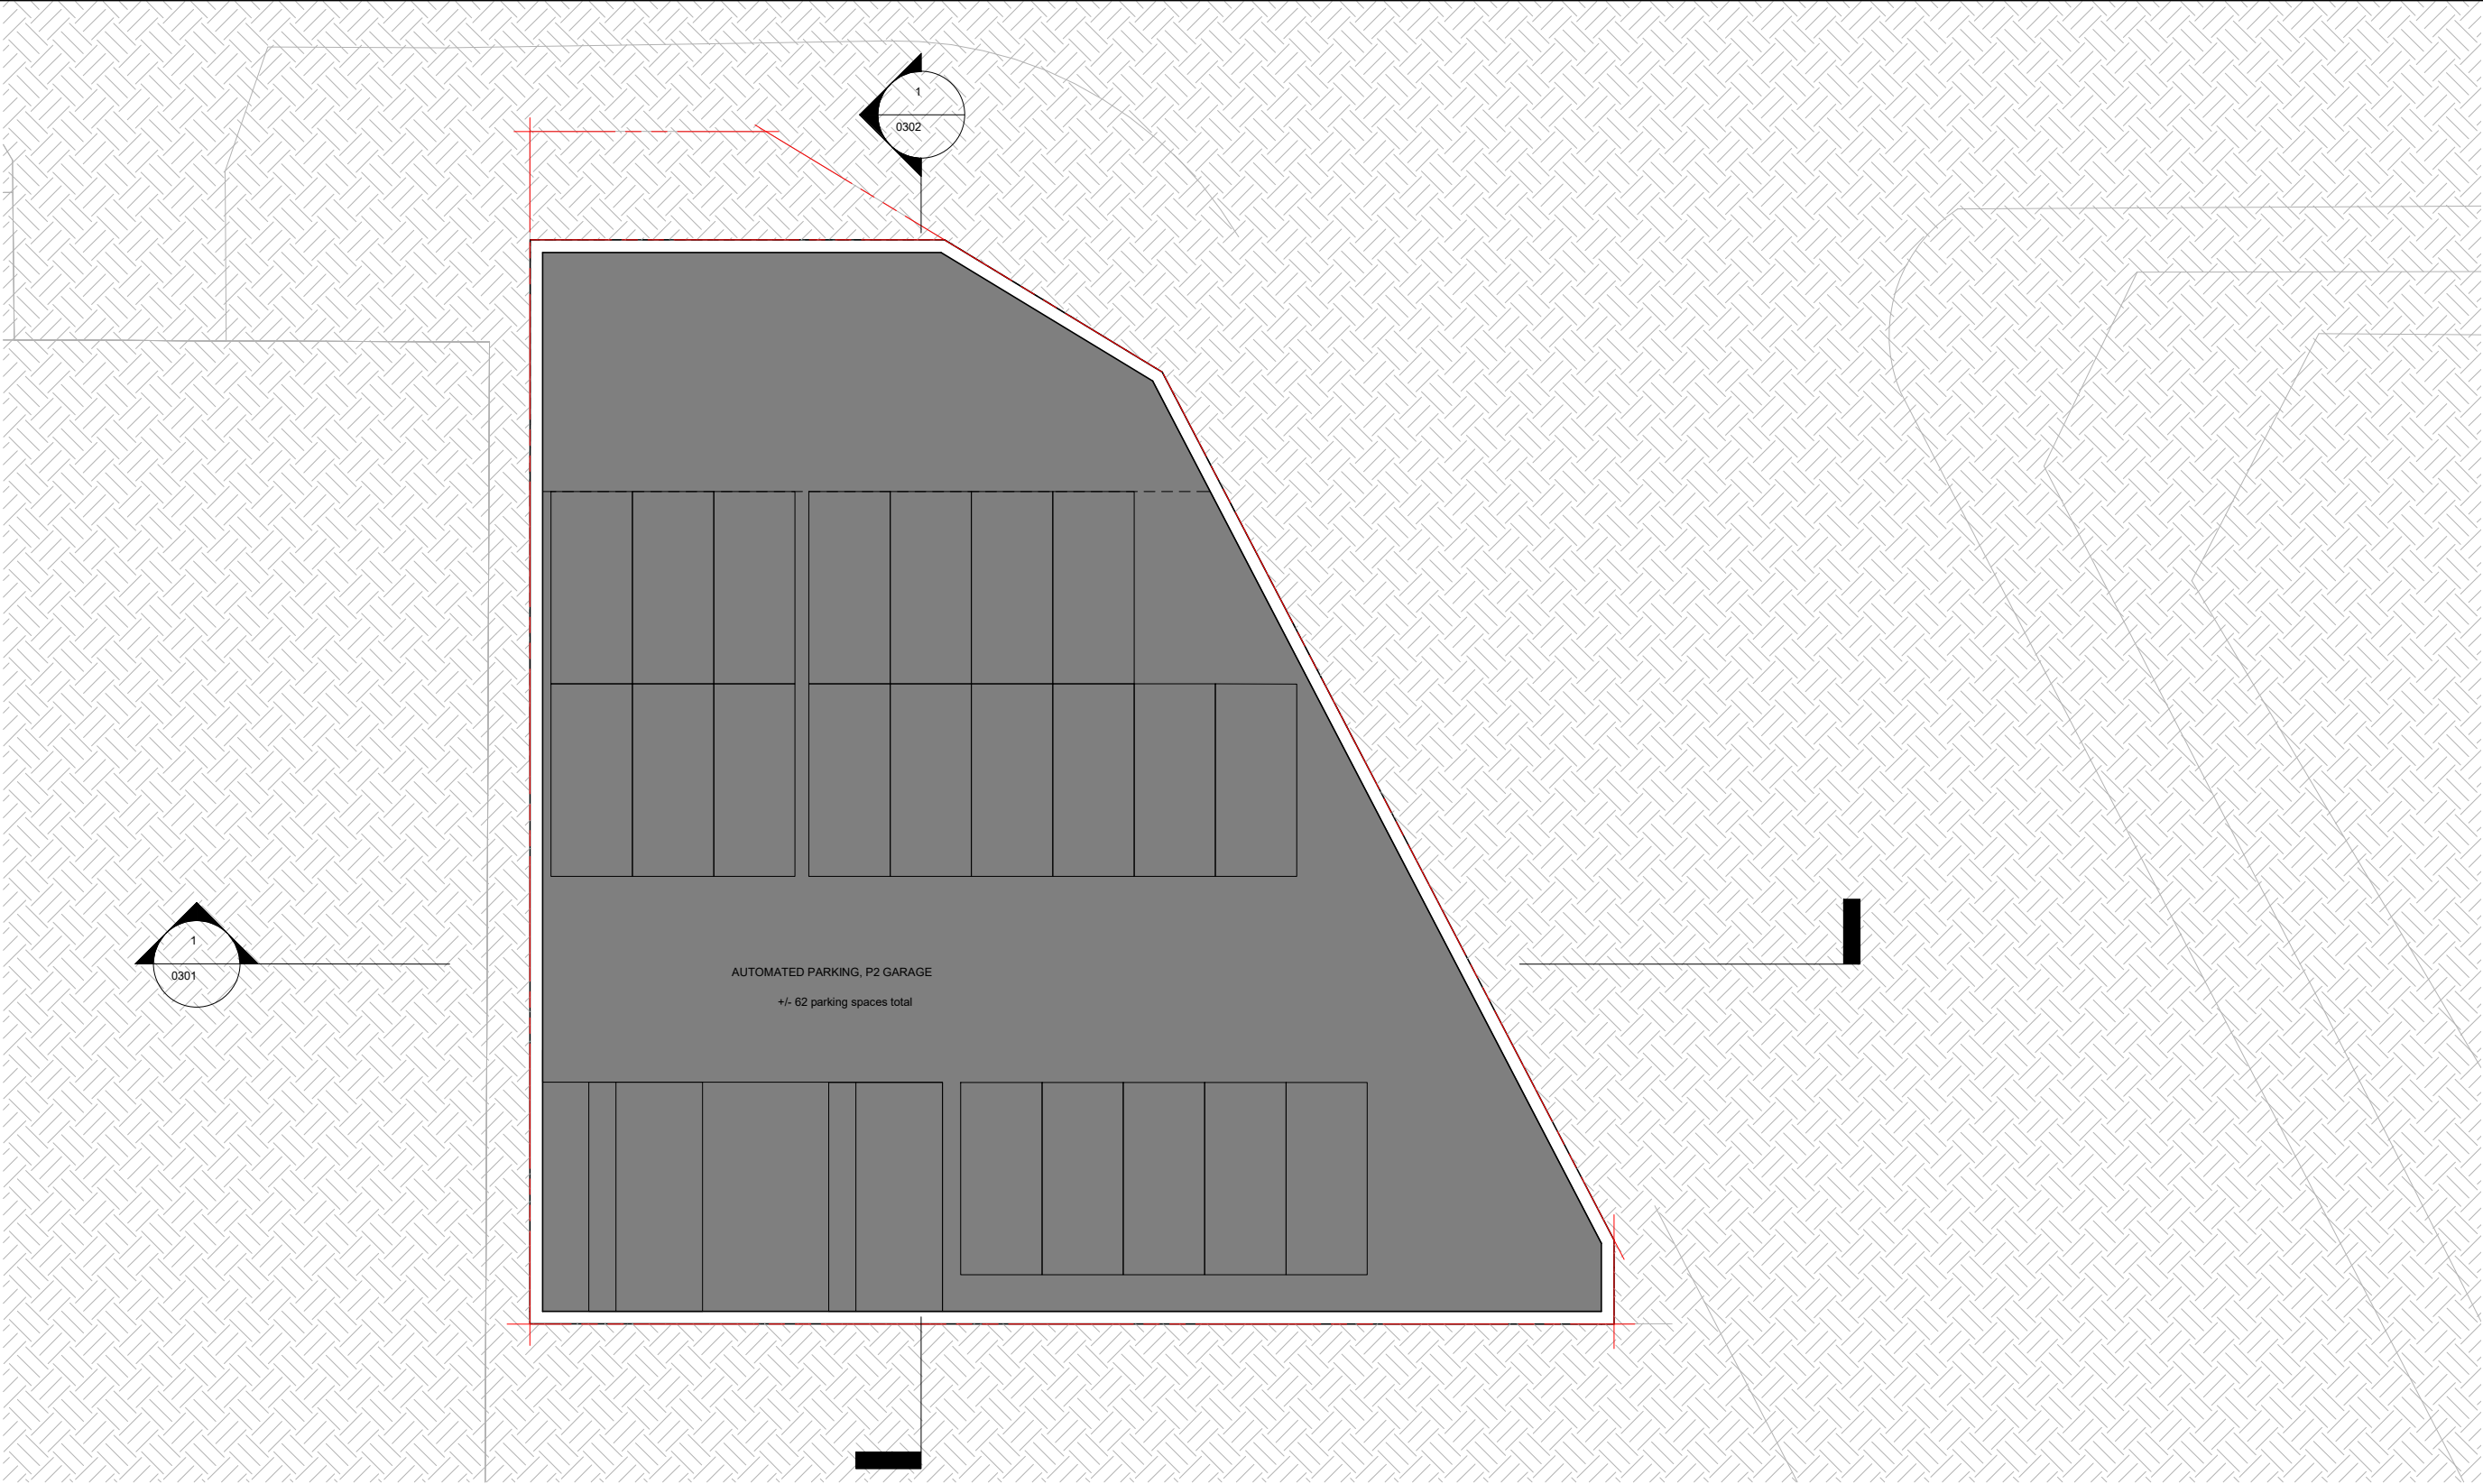 1
0302
1
0301
AUTOMATED PARKING, P2 GARAGE
+/- 62 parking spaces total